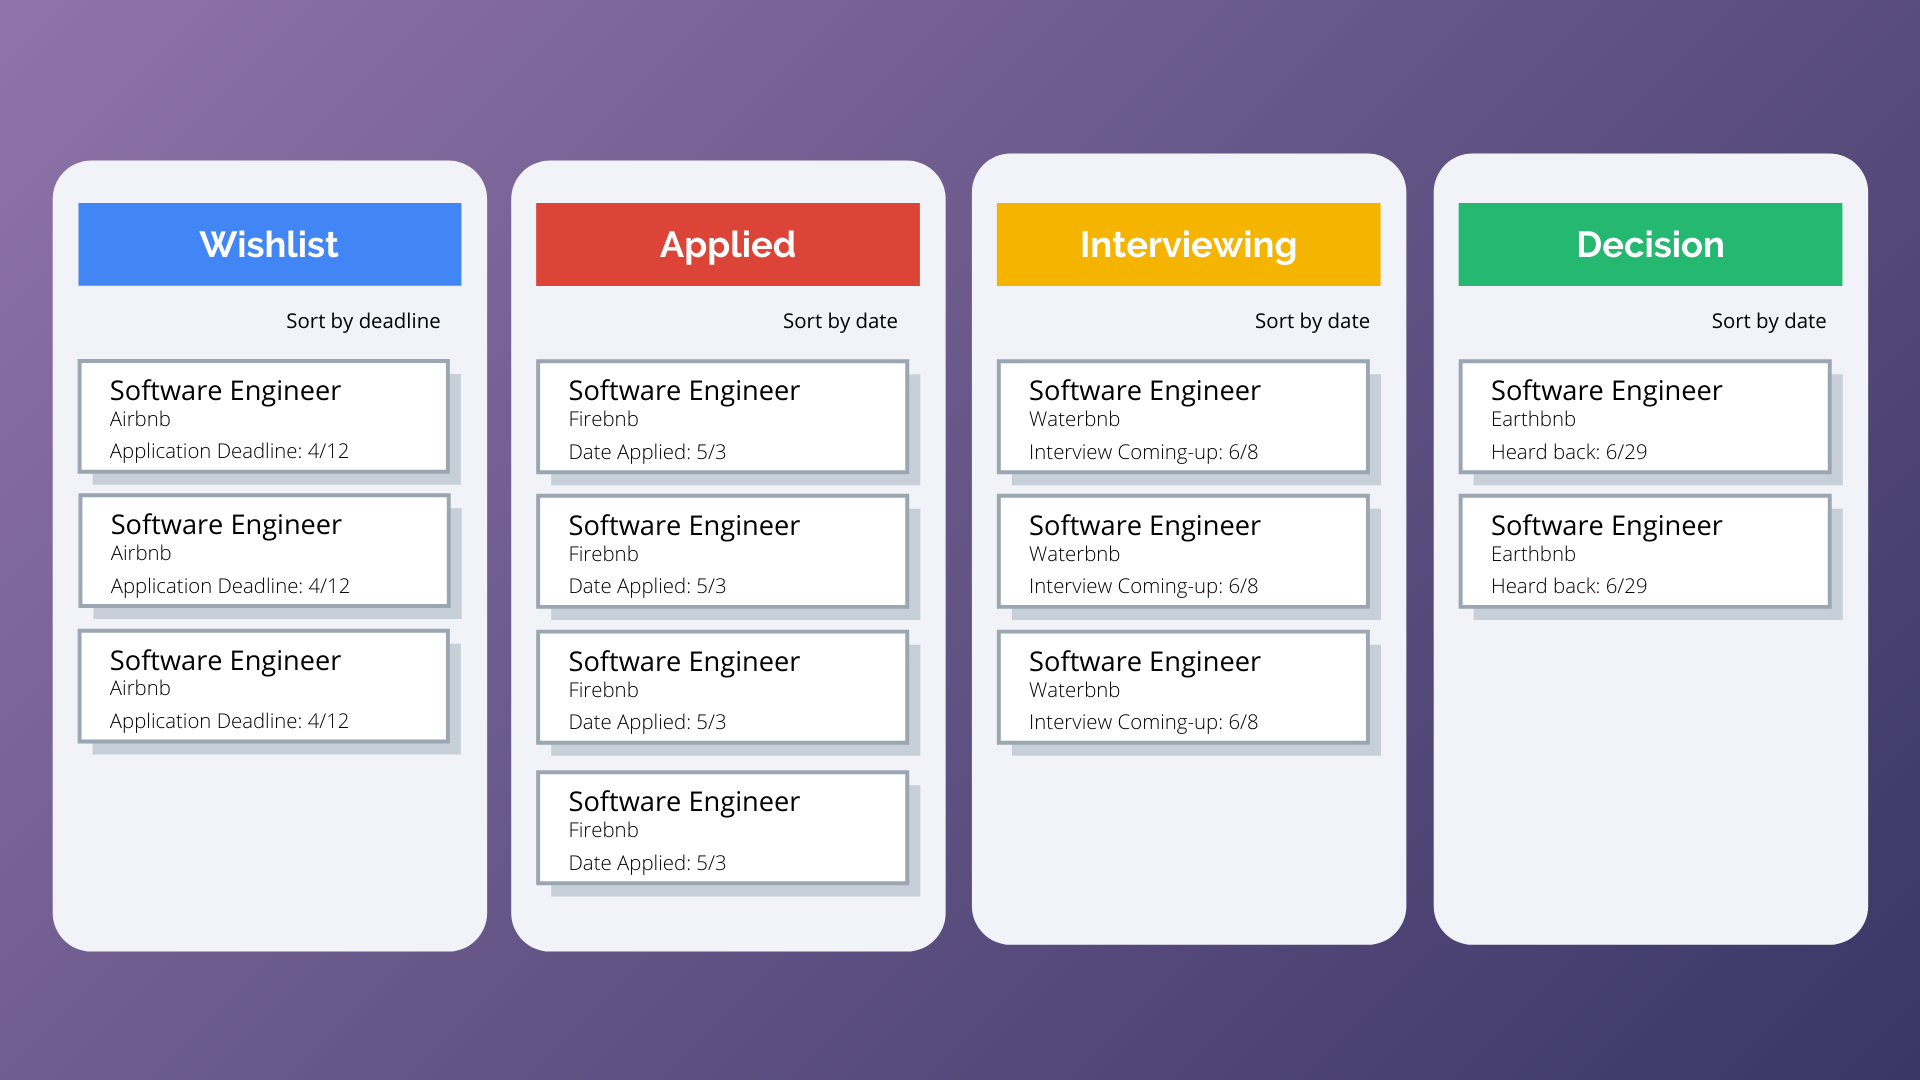 Wishlist
Sort by deadline
Software Engineer
Airbnb
Application Deadline: 4/12
Software Engineer
Airbnb
Application Deadline: 4/12
Software Engineer
Airbnb
Application Deadline: 4/12
Applied
Sort by date
Software Engineer
Firebnb
Date Applied: 5/3
Software Engineer
Firebnb
Date Applied: 5/3
Software Engineer
Firebnb
Date Applied: 5/3
Software Engineer
Firebnb
Date Applied: 5/3
Interviewing
Sort by date
Software Engineer
Waterbnb
Interview Coming-up: 6/8
Software Engineer
Waterbnb
Interview Coming-up: 6/8
Software Engineer
Waterbnb
Interview Coming-up: 6/8
Decision
Sort by date
Software Engineer
Earthbnb
Heard back: 6/29
Software Engineer
Earthbnb
Heard back: 6/29